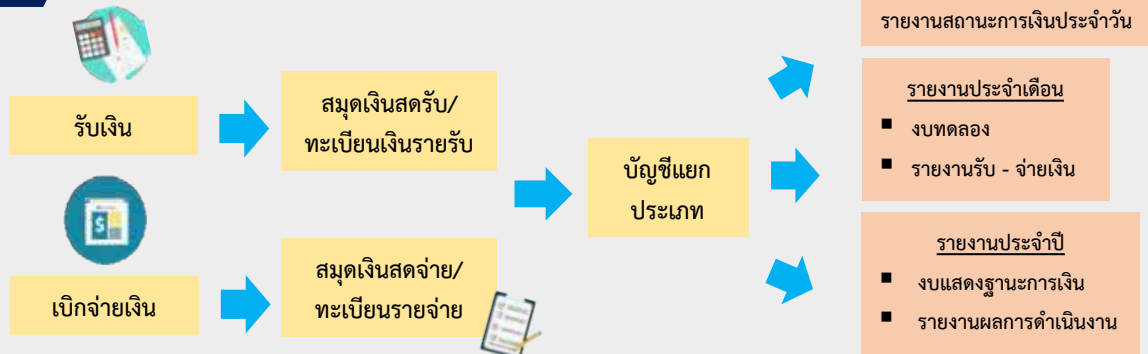 รับเงิน
สมุดเงินสดรับ/
ทะเบียนเงินรายรับ
เบิกจ่ายเงิน
สมุดเงินสดจ่าย/
ทะเบียนรายจ่าย
บัญชีแยก
ประเภท
รายงานสถานะการเงินประจำวัน
รายงานประจำเดือน
▪ งบทดลอง
▪ รายงานรับ - จ่ายเงิน
รายงานประจำปี
▪ งบแสดงฐานะการเงิน
▪ รายงานผลการดำเนินงาน